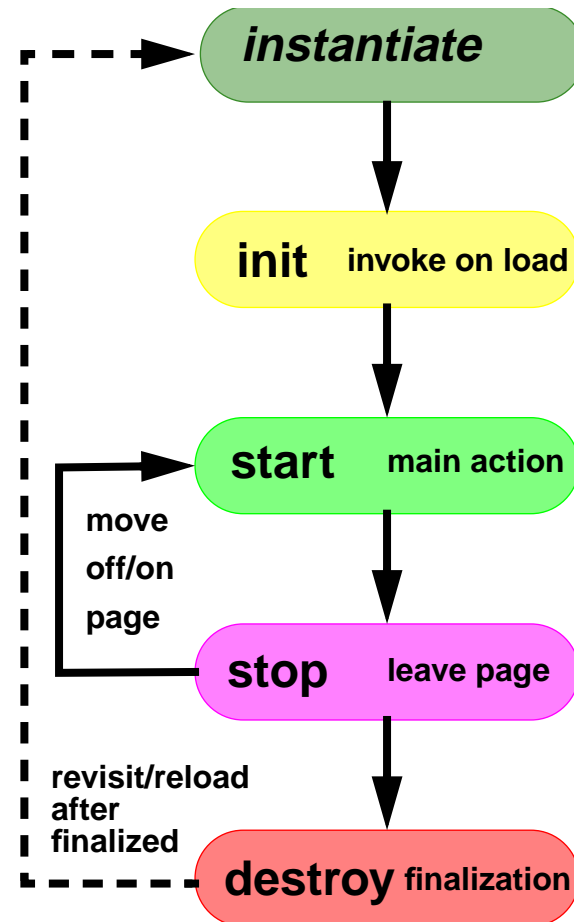 instantiate
init invoke on load
start main action
move
off/on
page
stop leave page
revisit/reload
after
finalized
destroy finalization